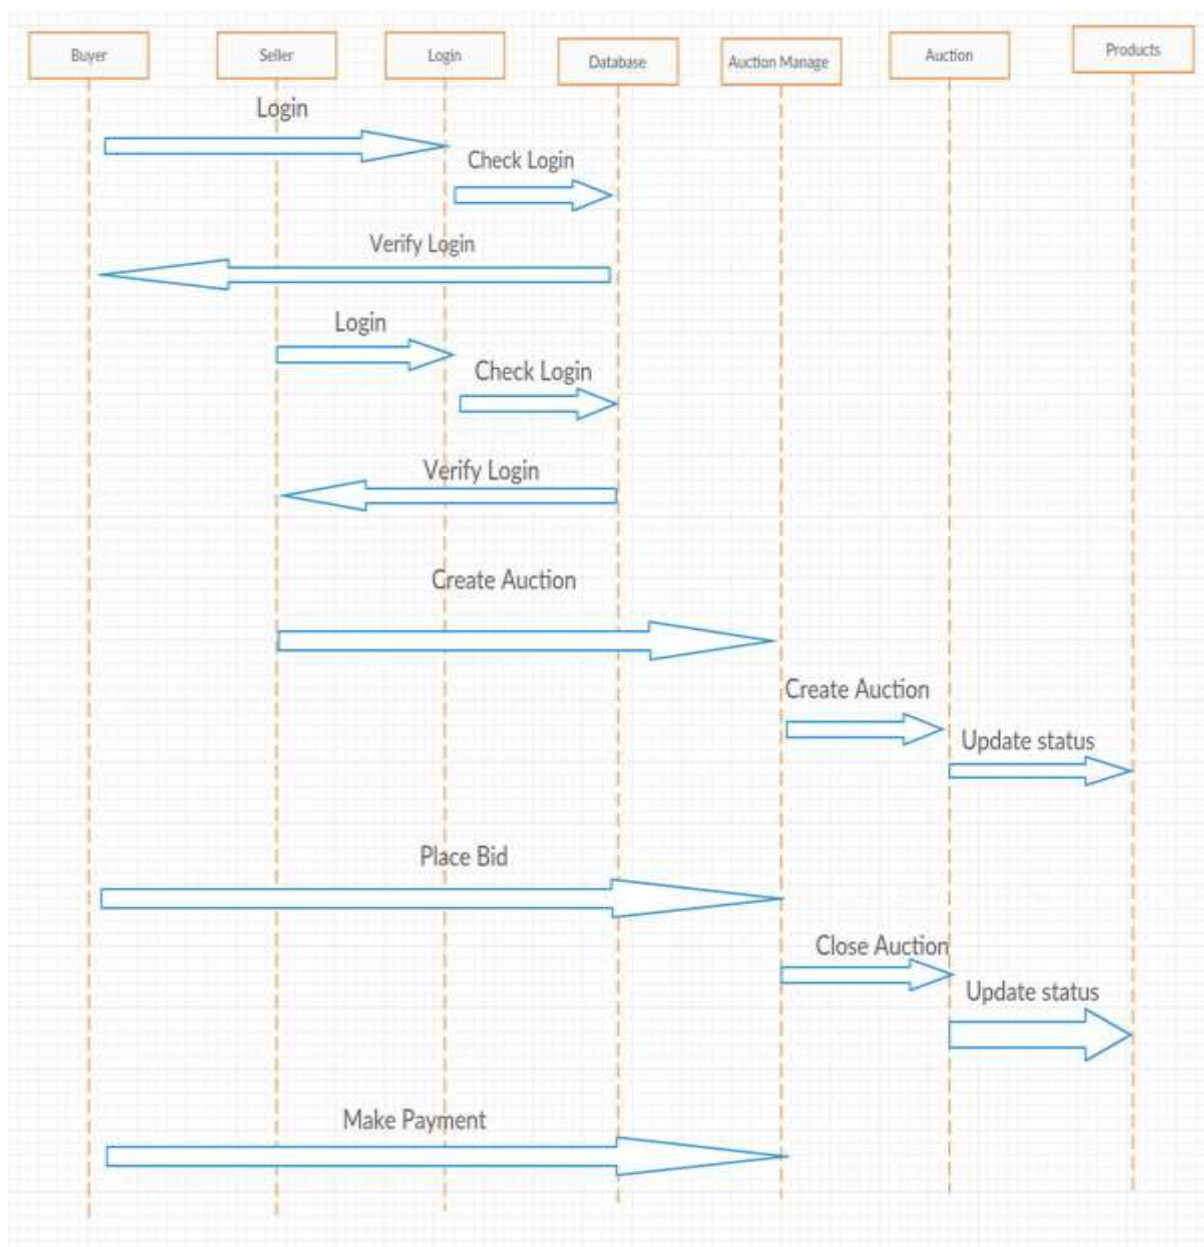 Buyer
Seller
Login
Database
Auction Manage
Auction
Products
Login
Check Login
Verify Login
Login
Check Login
Verify Login
Create Auction
Create Auction
Update status
Place Bid
Close Auction
Update status
Make Payment